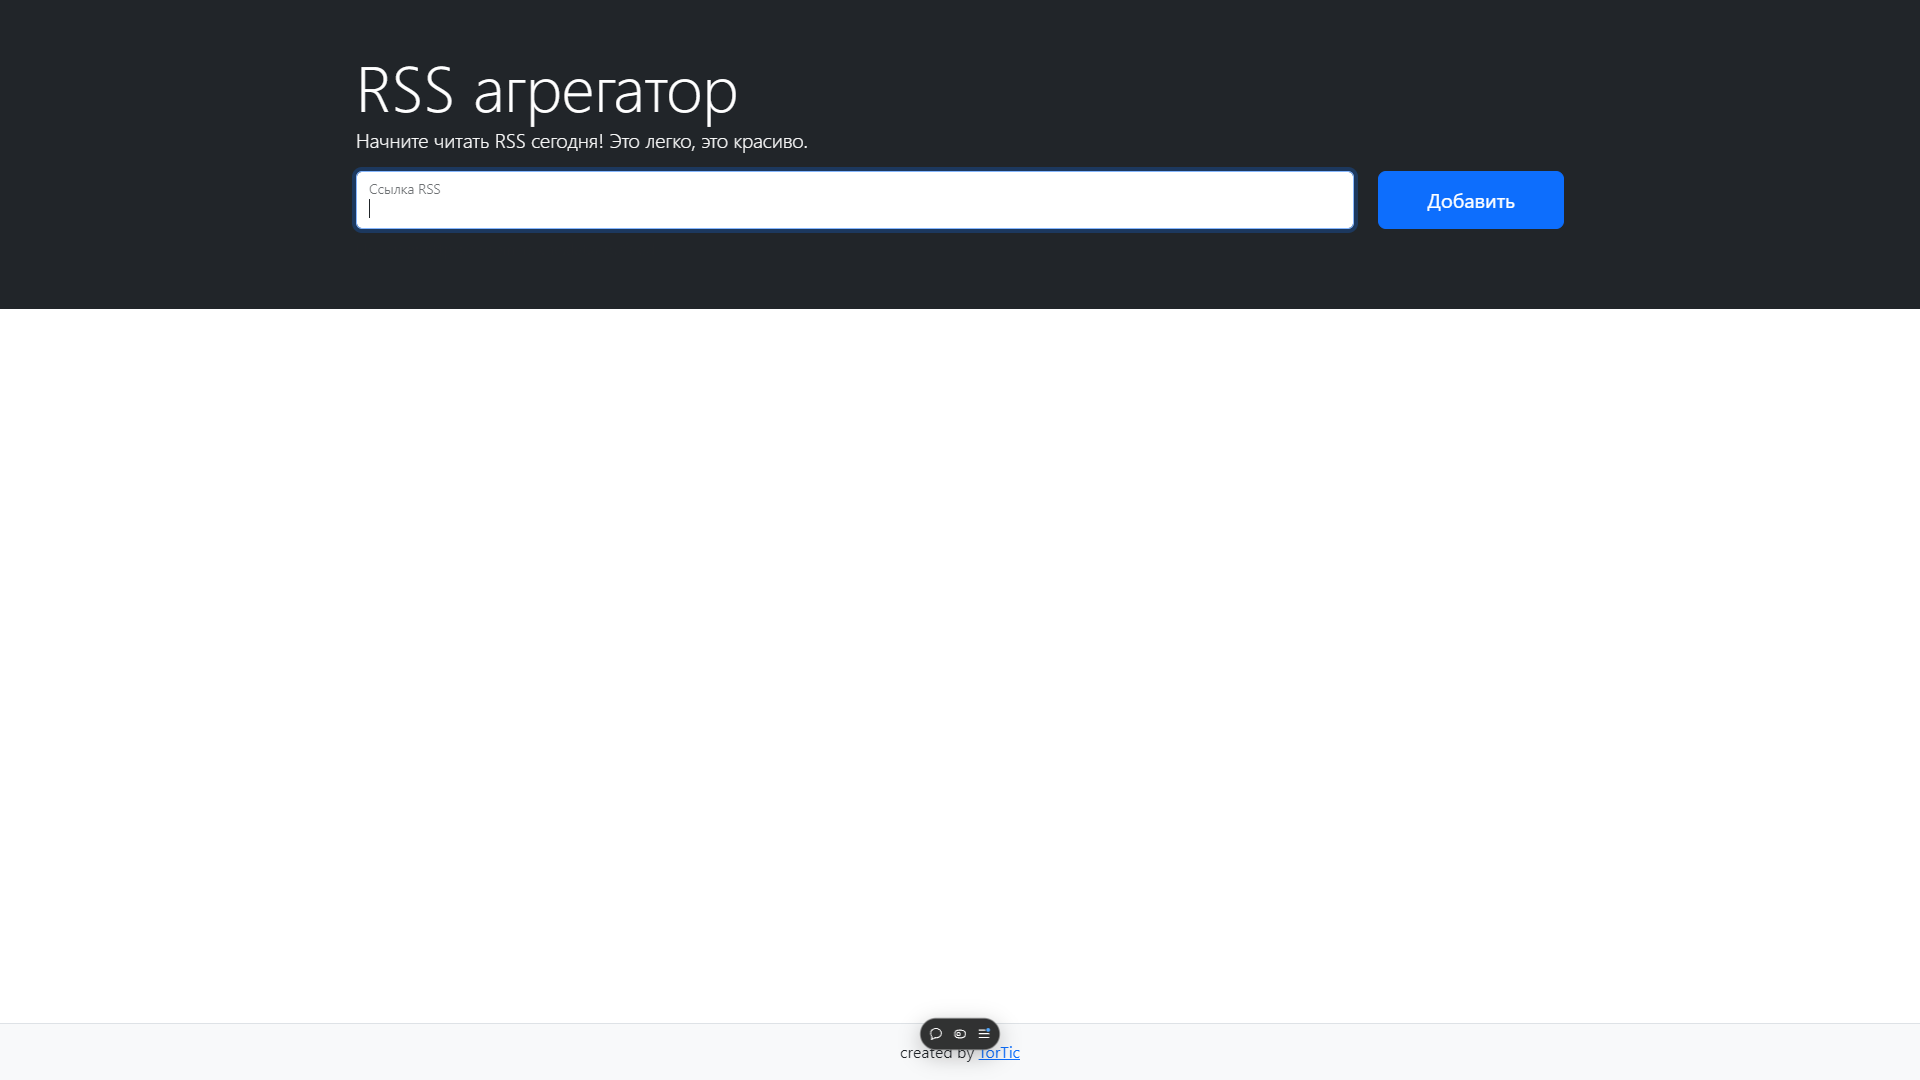 RSS агрегатор
Начните читать RSS сегодня! Это легко, это красиво.
Ссылка RSS
Добавить
created by TorTic